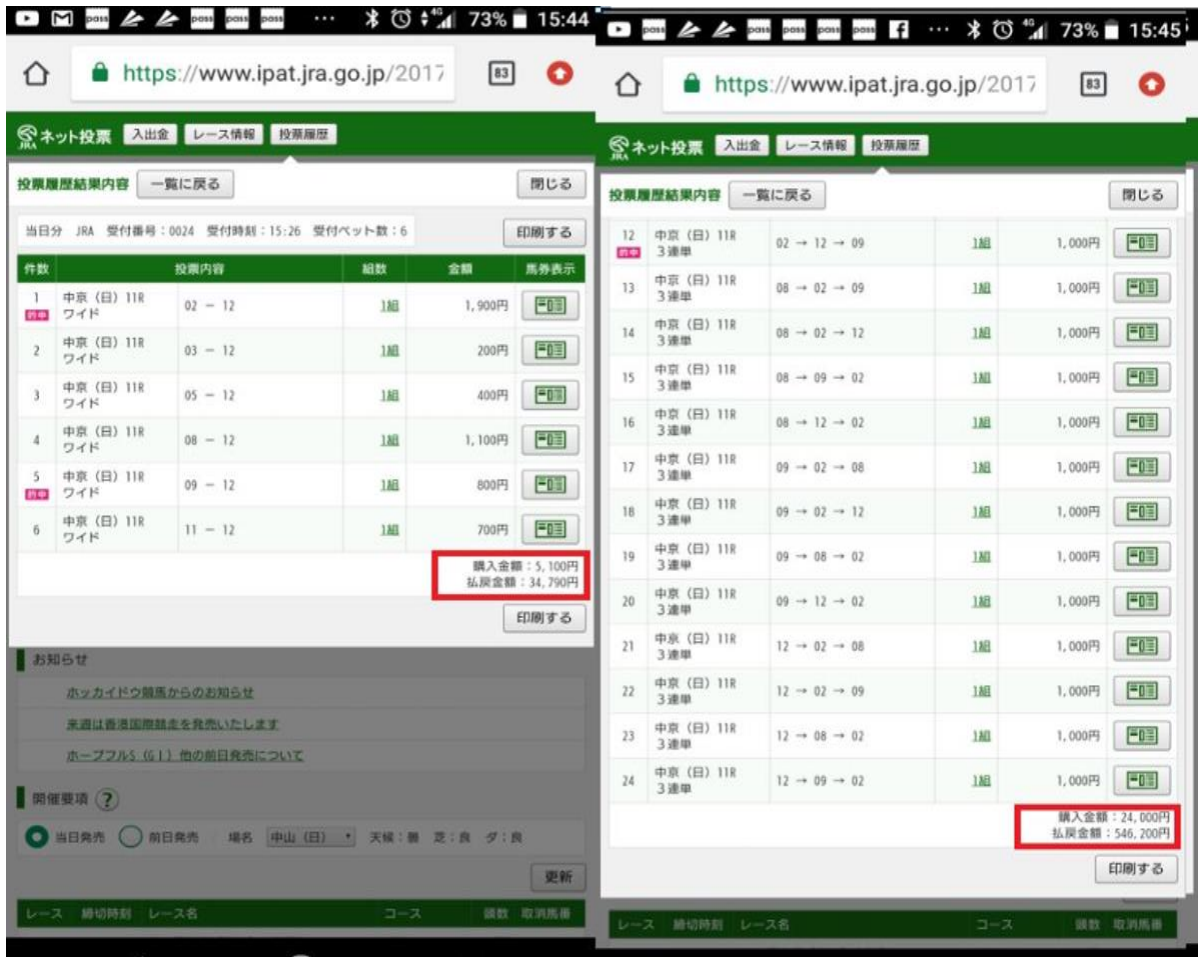 73% 15:44
https://www.ipat.jra.go.jp/2017
83
JRA ネット投票 入出金 レース情報 投票履歴
投票履歴結果内容 一覧に戻る 閉じる
当日分 JRA 受付番号：0024 受付時刻：15:26 受付ベット数：6 印刷する
件数 投票内容 組数 金額 馬券表示
1 中京（日）11R 02 － 12 1組 1,900円
的中 ワイド
2 中京（日）11R 03 － 12 1組 200円
ワイド
3 中京（日）11R 05 － 12 1組 400円
ワイド
4 中京（日）11R 08 － 12 1組 1,100円
ワイド
5 中京（日）11R 09 － 12 1組 800円
的中 ワイド
6 中京（日）11R 11 － 12 1組 700円
ワイド
購入金額：5,100円
払戻金額：34,790円
印刷する
お知らせ
ホッカイドウ競馬からのお知らせ
来週は香港国際競走を発売いたします
ホープフルS（GⅠ）他の前日発売について
開催要項 ?
当日発売 前日発売 場名 中山（日） 天候：曇 芝：良 ダ：良
更新
レース 締切時刻 レース名 コース 頭数 取消馬番
pass pass pass pass pass 73% 15:45
https://www.ipat.jra.go.jp/2017
83
JRA ネット投票 入出金 レース情報 投票履歴
投票履歴結果内容 一覧に戻る 閉じる
12 中京（日）11R 02 → 12 → 09 1組 1,000円
的中 3連単
13 中京（日）11R 08 → 02 → 09 1組 1,000円
3連単
14 中京（日）11R 08 → 02 → 12 1組 1,000円
3連単
15 中京（日）11R 08 → 09 → 02 1組 1,000円
3連単
16 中京（日）11R 08 → 12 → 02 1組 1,000円
3連単
17 中京（日）11R 09 → 02 → 08 1組 1,000円
3連単
18 中京（日）11R 09 → 02 → 12 1組 1,000円
3連単
19 中京（日）11R 09 → 08 → 02 1組 1,000円
3連単
20 中京（日）11R 09 → 12 → 02 1組 1,000円
3連単
21 中京（日）11R 12 → 02 → 08 1組 1,000円
3連単
22 中京（日）11R 12 → 02 → 09 1組 1,000円
3連単
23 中京（日）11R 12 → 08 → 02 1組 1,000円
3連単
24 中京（日）11R 12 → 09 → 02 1組 1,000円
3連単
購入金額：24,000円
払戻金額：546,200円
印刷する
レース 締切時刻 レース名 コース 頭数 取消馬番